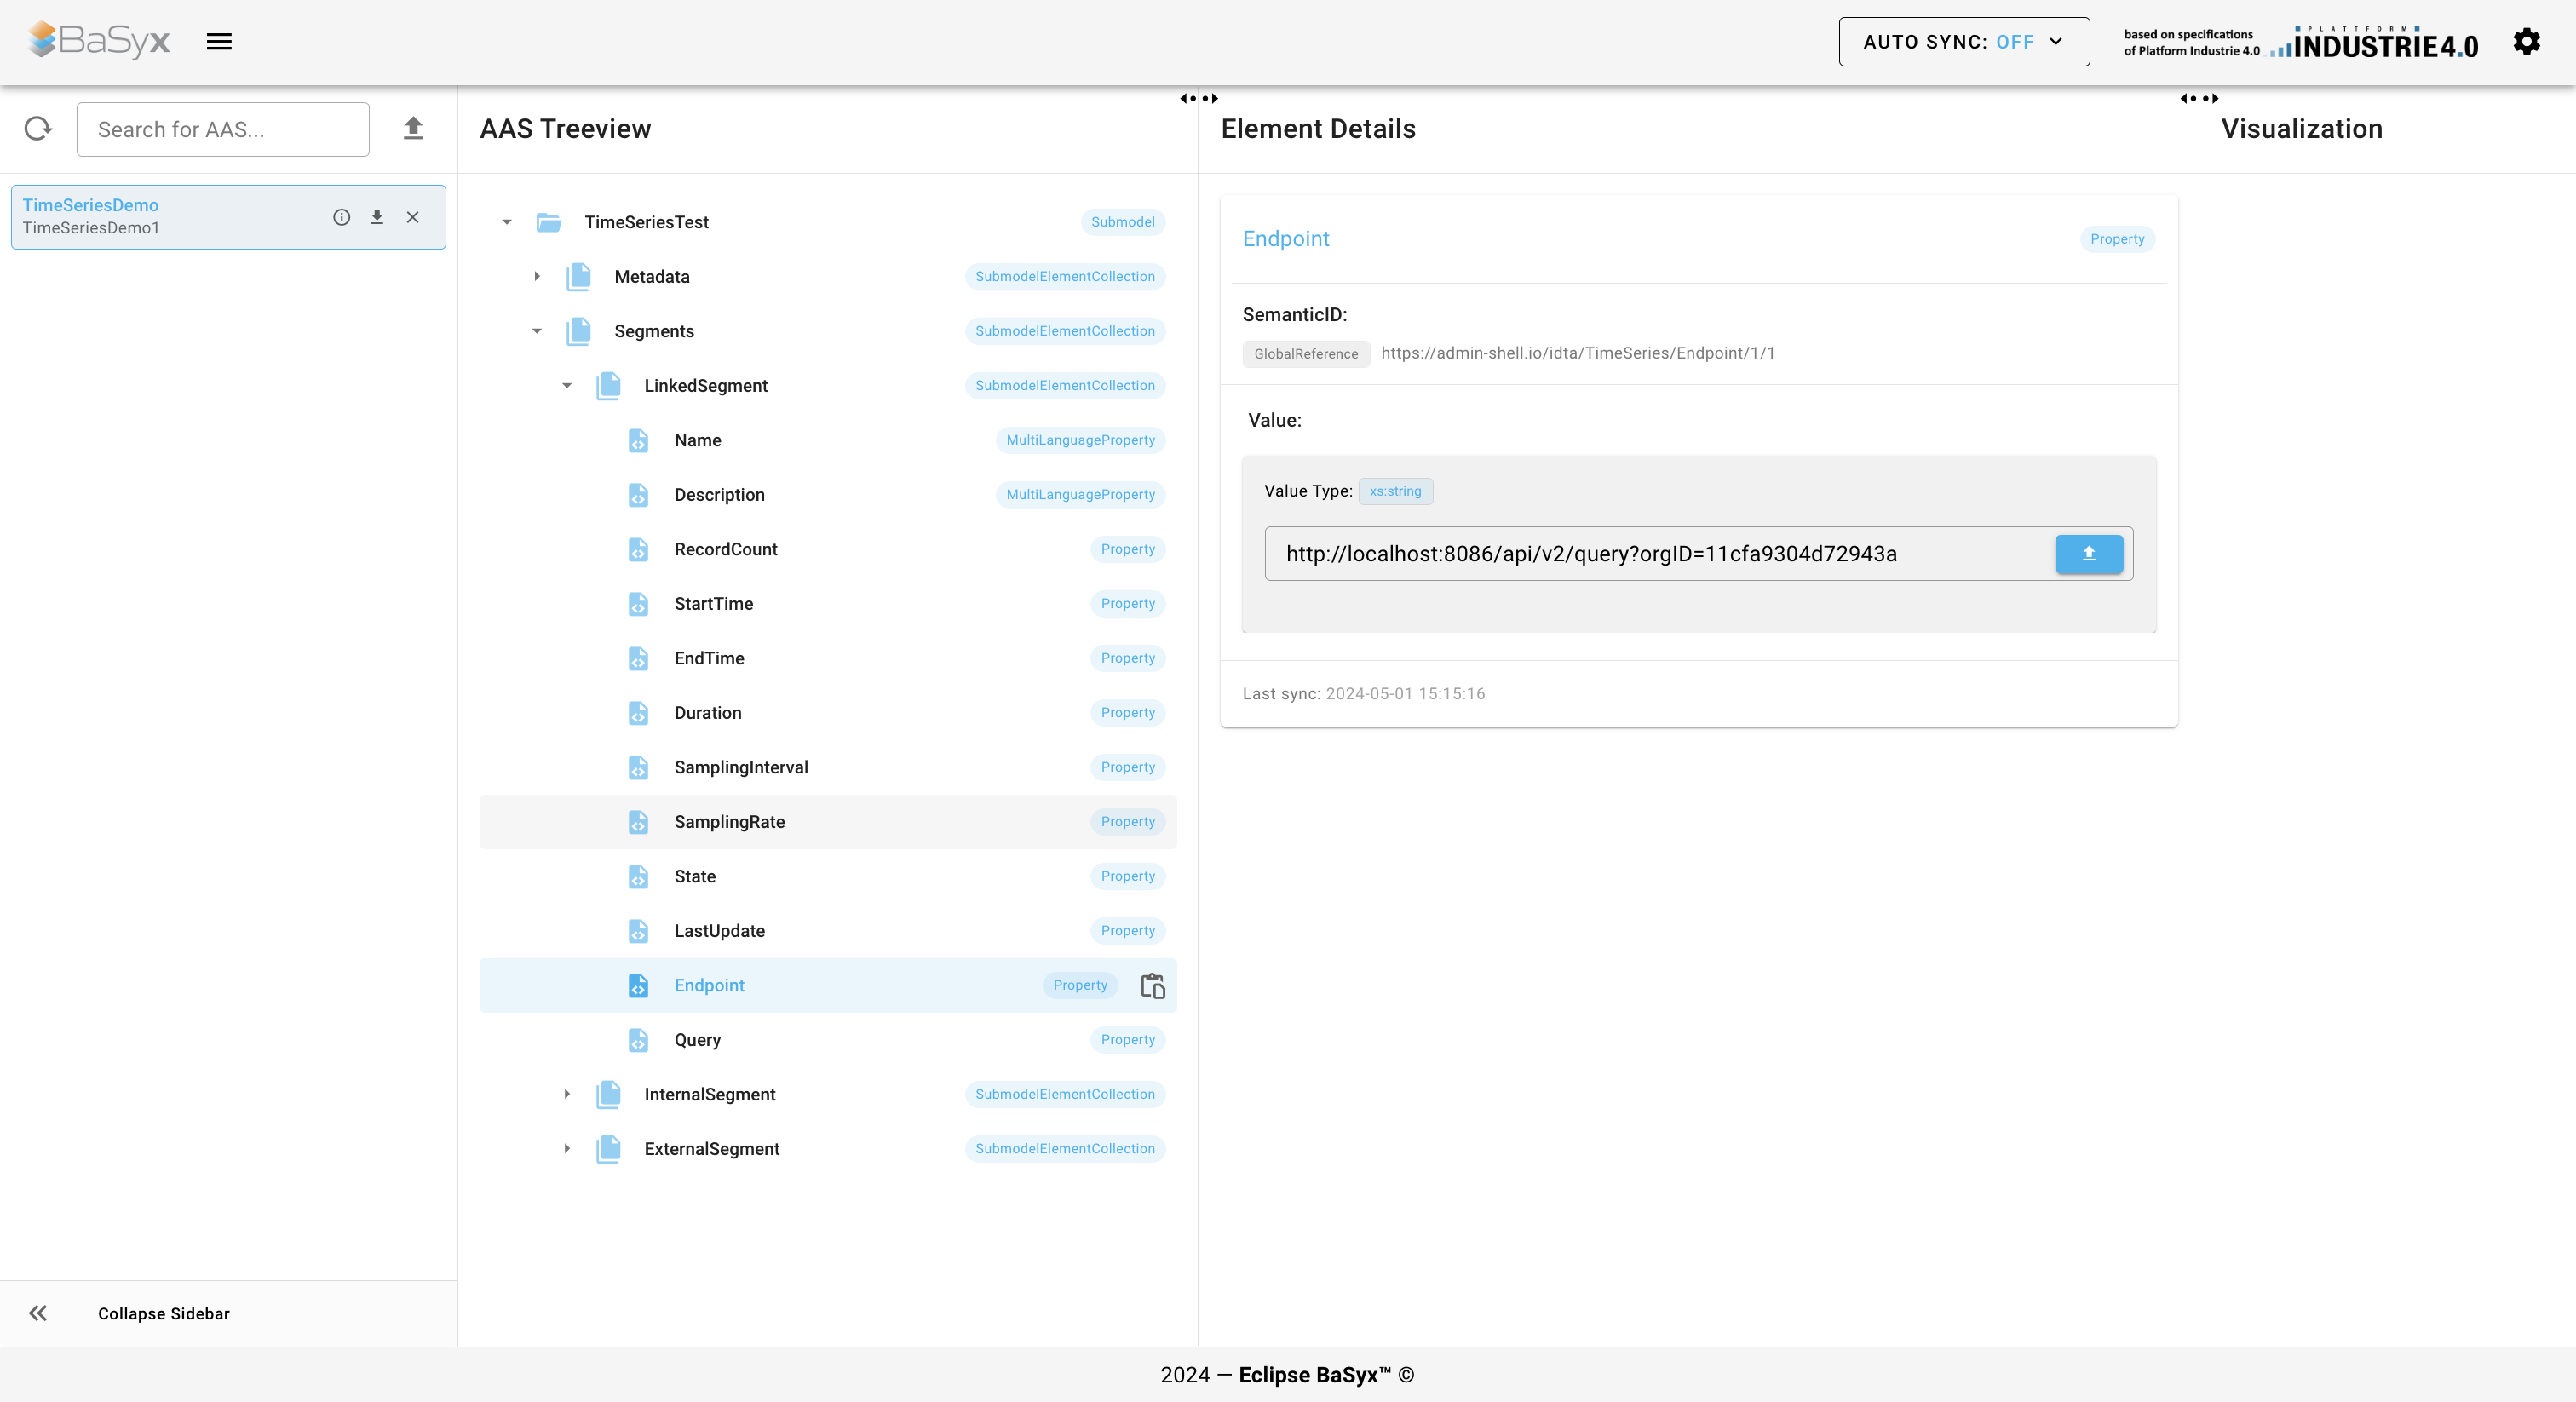 BaSyx
AUTO SYNC: OFF
based on specifications
of Platform Industrie 4.0
PLATTFORM
INDUSTRIE4.0
Search for AAS...
AAS Treeview
Element Details
Visualization
TimeSeriesDemo
TimeSeriesDemo1
TimeSeriesTest Submodel
Metadata SubmodelElementCollection
Segments SubmodelElementCollection
LinkedSegment SubmodelElementCollection
Name MultiLanguageProperty
Description MultiLanguageProperty
RecordCount Property
StartTime Property
EndTime Property
Duration Property
SamplingInterval Property
SamplingRate Property
State Property
LastUpdate Property
Endpoint Property
Query Property
InternalSegment SubmodelElementCollection
ExternalSegment SubmodelElementCollection
Endpoint Property
SemanticID:
GlobalReference https://admin-shell.io/idta/TimeSeries/Endpoint/1/1
Value:
Value Type: xs:string
http://localhost:8086/api/v2/query?orgID=11cfa9304d72943a
Last sync: 2024-05-01 15:15:16
Collapse Sidebar
2024 — Eclipse BaSyx™ ©